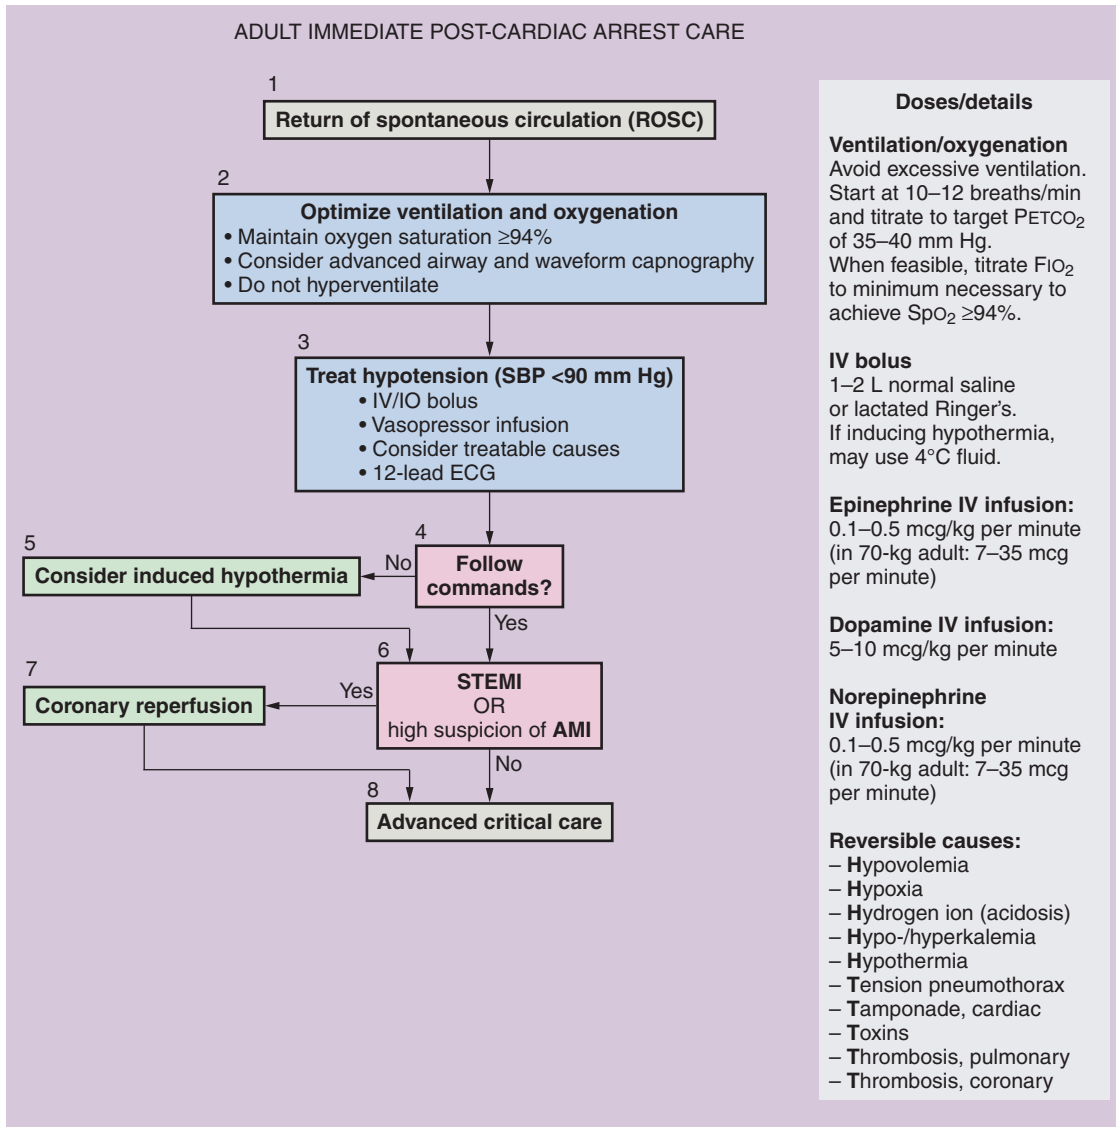 ADULT IMMEDIATE POST-CARDIAC ARREST CARE
1
Return of spontaneous circulation (ROSC)
2
Optimize ventilation and oxygenation
• Maintain oxygen saturation ≥94%
• Consider advanced airway and waveform capnography
• Do not hyperventilate
3
Treat hypotension (SBP <90 mm Hg)
• IV/IO bolus
• Vasopressor infusion
• Consider treatable causes
• 12-lead ECG
4
Follow
commands?
No
Yes
5
Consider induced hypothermia
6
STEMI
OR
high suspicion of AMI
Yes
No
7
Coronary reperfusion
8
Advanced critical care
Doses/details
Ventilation/oxygenation
Avoid excessive ventilation.
Start at 10–12 breaths/min
and titrate to target PETCO₂
of 35–40 mm Hg.
When feasible, titrate FIO₂
to minimum necessary to
achieve SpO₂ ≥94%.
IV bolus
1–2 L normal saline
or lactated Ringer's.
If inducing hypothermia,
may use 4°C fluid.
Epinephrine IV infusion:
0.1–0.5 mcg/kg per minute
(in 70-kg adult: 7–35 mcg
per minute)
Dopamine IV infusion:
5–10 mcg/kg per minute
Norepinephrine
IV infusion:
0.1–0.5 mcg/kg per minute
(in 70-kg adult: 7–35 mcg
per minute)
Reversible causes:
– Hypovolemia
– Hypoxia
– Hydrogen ion (acidosis)
– Hypo-/hyperkalemia
– Hypothermia
– Tension pneumothorax
– Tamponade, cardiac
– Toxins
– Thrombosis, pulmonary
– Thrombosis, coronary